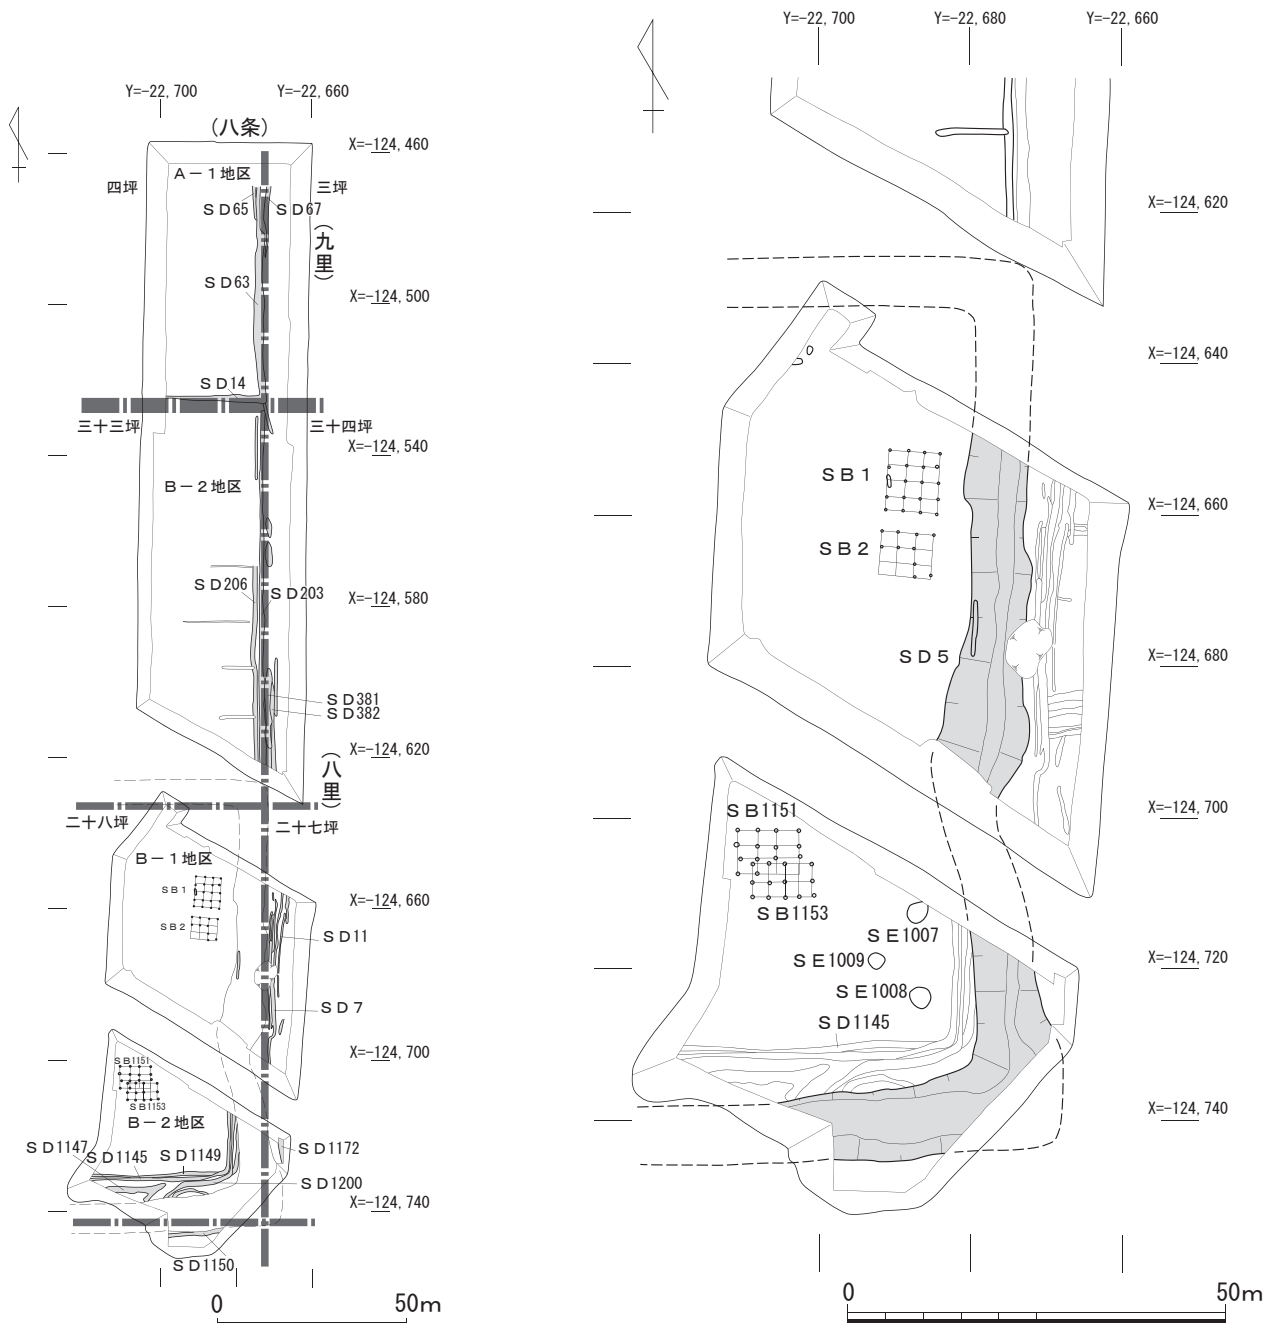 Y=-22,700
Y=-22,660
(八条)
X=-124,460
A-1地区
四坪
三坪
SD65
SD67
(九里)
SD63
X=-124,500
SD14
三十三坪
三十四坪
X=-124,540
B-2地区
SD206
SD203
X=-124,580
SD381
SD382
X=-124,620
(八里)
二十八坪
二十七坪
B-1地区
SB1
SB2
X=-124,660
SD11
SD7
X=-124,700
SB1151
SB1153
B-2地区
SD1147
SD1145
SD1149
SD1172
SD1200
X=-124,740
SD1150
0
50m
Y=-22,700
Y=-22,680
Y=-22,660
X=-124,620
X=-124,640
SB1
X=-124,660
SB2
SD5
X=-124,680
X=-124,700
SB1151
SB1153
SE1007
SE1009
X=-124,720
SE1008
SD1145
X=-124,740
0
50m